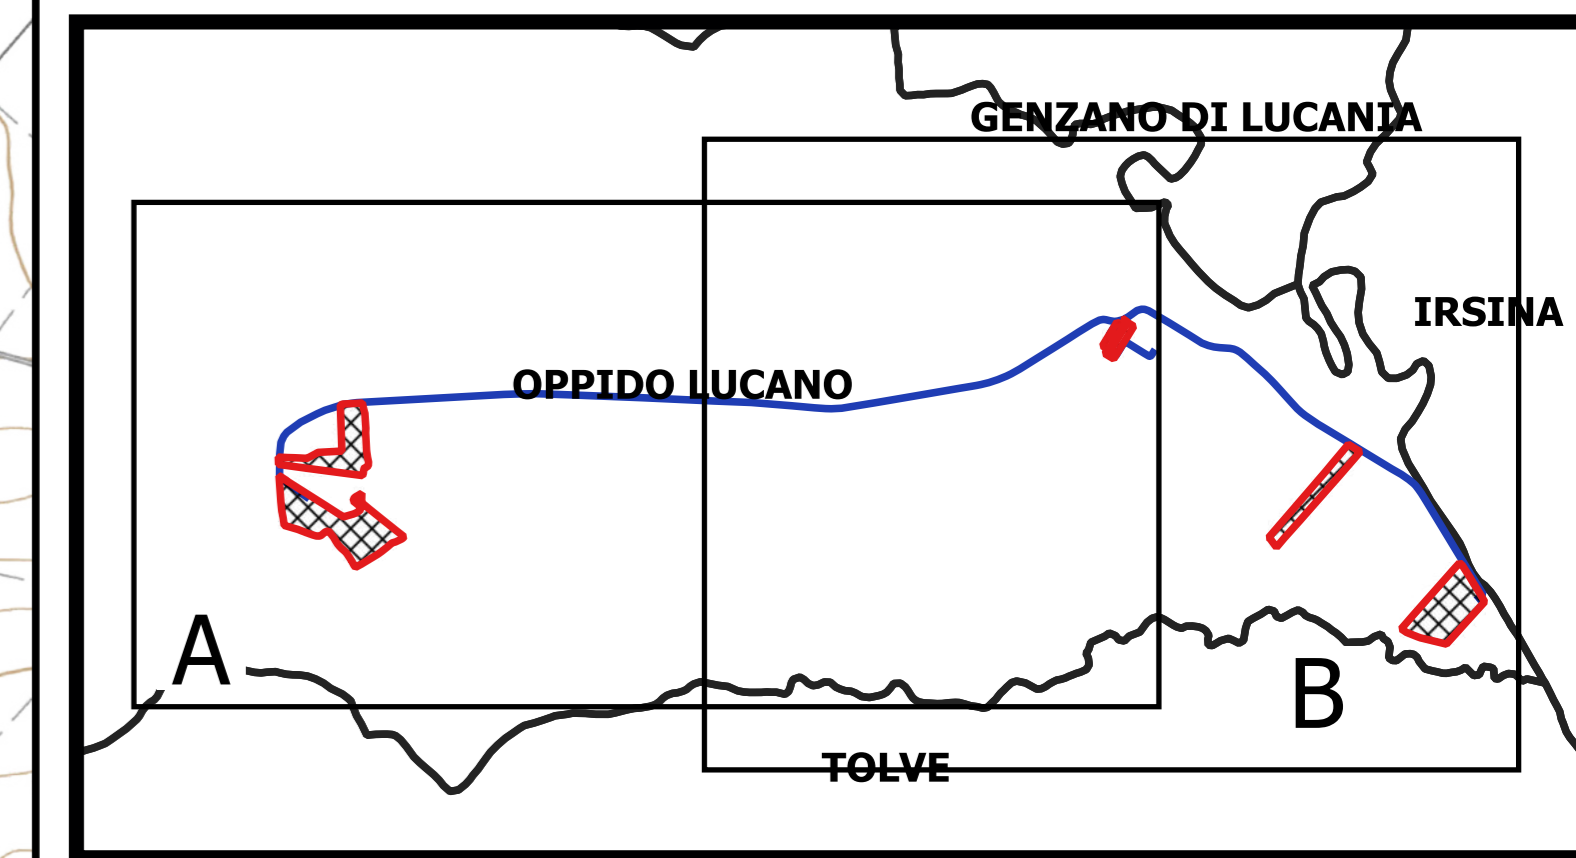 GENZANO DI LUCANIA
IRSINA
OPPIDO LUCANO
A
B
TOLVE